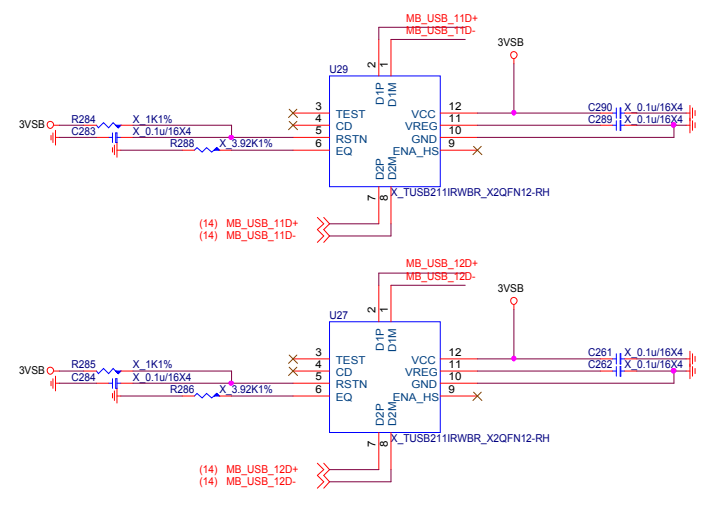 MB_USB_11D+
MB_USB_11D-
3VSB
2
1
U29
D1P
D1M
R284 X_1K1%
3VSB
C283 X_0.1u/16X4
R288 X_3.92K1%
3 TEST
4 CD
5 RSTN
6 EQ
VCC 12
VREG 11
GND 10
ENA_HS 9
C290 X_0.1u/16X4
C289 X_0.1u/16X4
D2P
D2M
7
8
X_TUSB211IRWBR_X2QFN12-RH
(14) MB_USB_11D+
(14) MB_USB_11D-
MB_USB_12D+
MB_USB_12D-
3VSB
2
1
U27
D1P
D1M
R285 X_1K1%
3VSB
C284 X_0.1u/16X4
R286 X_3.92K1%
3 TEST
4 CD
5 RSTN
6 EQ
VCC 12
VREG 11
GND 10
ENA_HS 9
C261 X_0.1u/16X4
C262 X_0.1u/16X4
D2P
D2M
7
8
X_TUSB211IRWBR_X2QFN12-RH
(14) MB_USB_12D+
(14) MB_USB_12D-